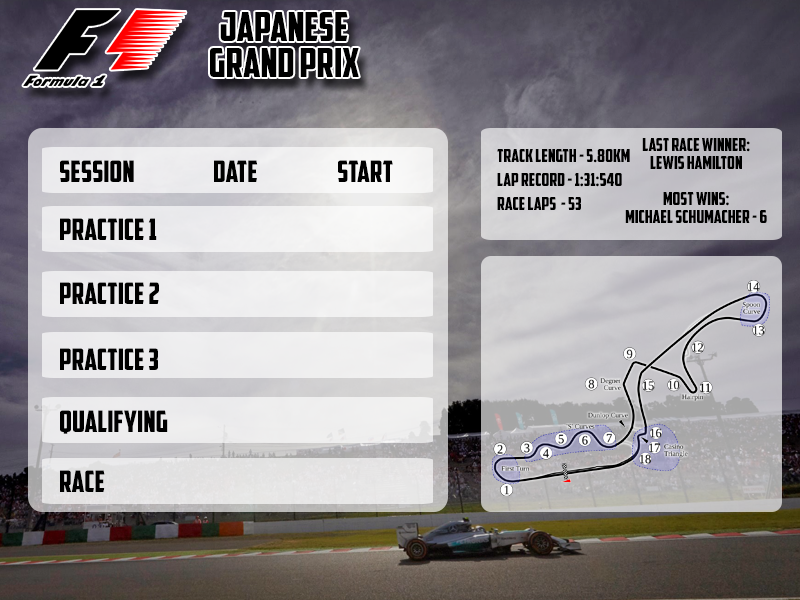 Formula 1
JAPANESE
GRAND PRIX
SESSION DATE START
PRACTICE 1
PRACTICE 2
PRACTICE 3
QUALIFYING
RACE
TRACK LENGTH - 5.80KM
LAP RECORD - 1:31:540
RACE LAPS - 53
LAST RACE WINNER:
LEWIS HAMILTON
MOST WINS:
MICHAEL SCHUMACHER - 6
14
Spoon
Curve
13
12
9
8
Degner
Curve
15
10
11
Hairpin
Dunlop Curve
'S' Curves
7
6
5
4
3
2
First Turn
1
16
17
Casino
Triangle
18